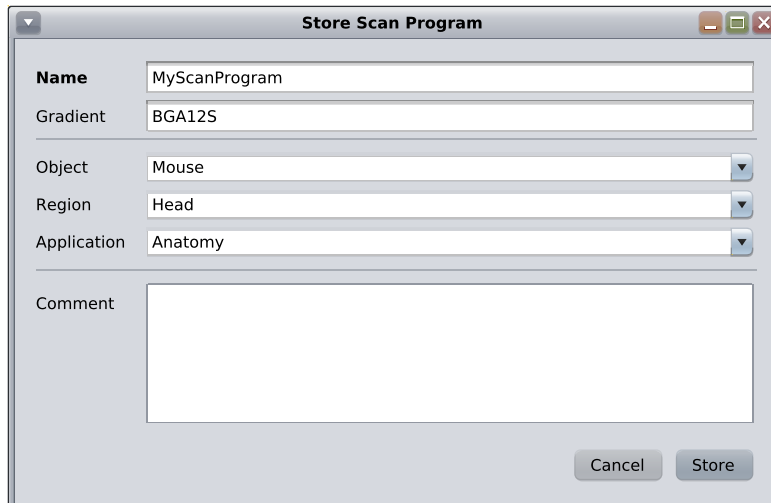 Store Scan Program
Name MyScanProgram
Gradient BGA12S
Object Mouse
Region Head
Application Anatomy
Comment
Cancel Store